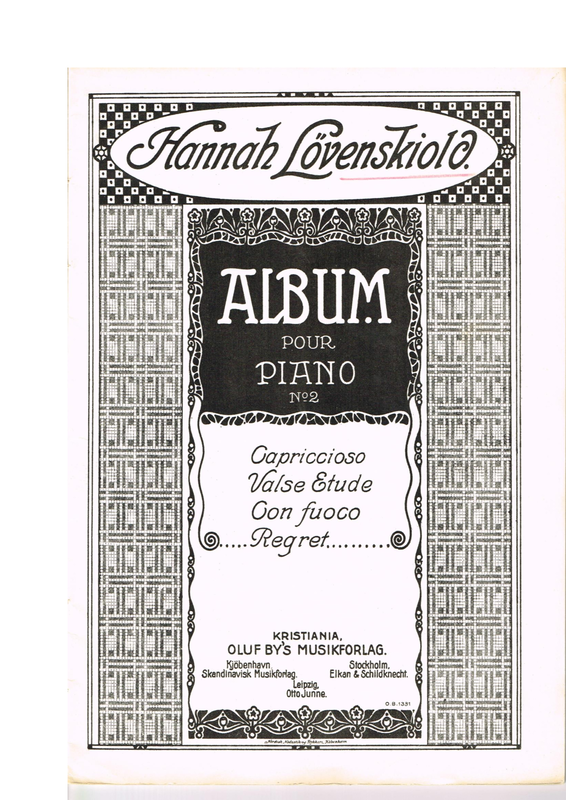 Hannah Lövenskiold.
ALBUM
POUR
PIANO
No2
Capriccioso
Valse Etude
Con fuoco
.....Regret..........
KRISTIANIA,
OLUF BY'S MUSIKFORLAG.
Kjöbenhavn
Skandinavisk Musikforlag.
Stockholm,
Elkan & Schildknecht.
Leipzig,
Otto Junne.
O.B.1331